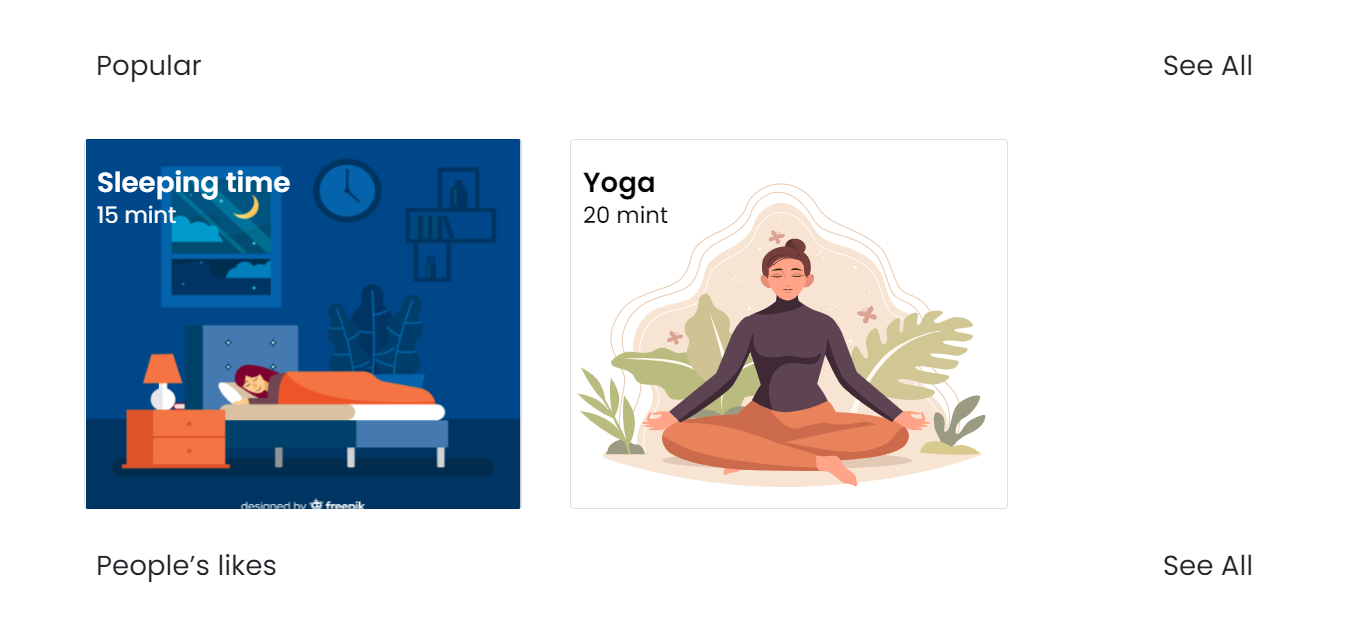 Popular
See All
Sleeping time
15 mint
Yoga
20 mint
designed by freepik
People’s likes
See All